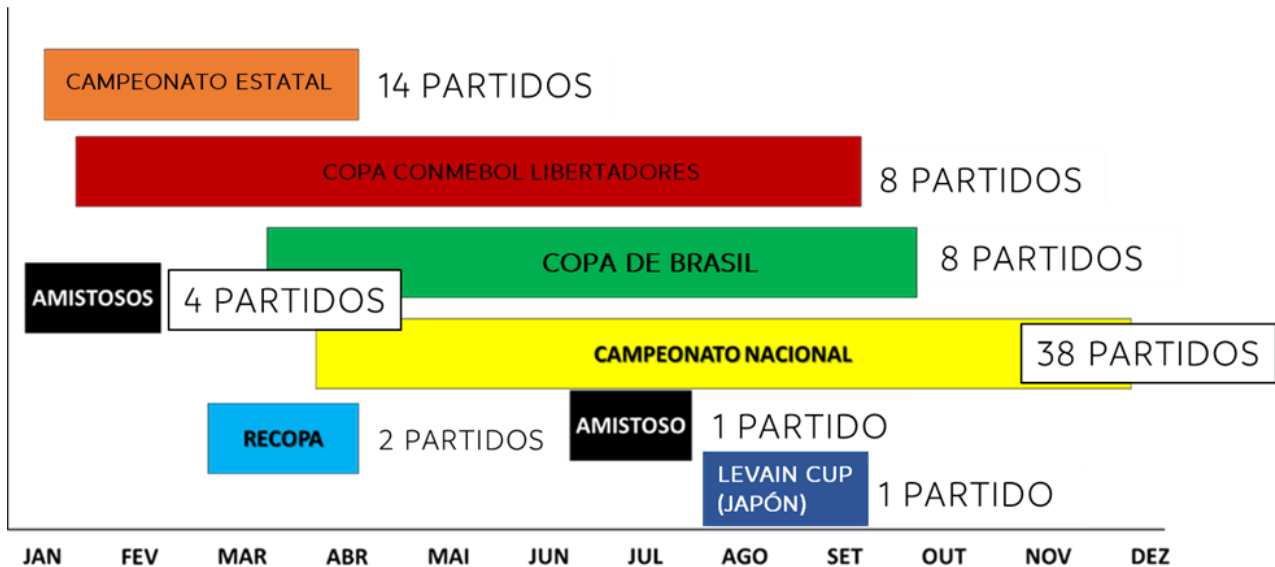 CAMPEONATO ESTATAL
14 PARTIDOS
COPA CONMEBOL LIBERTADORES
8 PARTIDOS
COPA DE BRASIL
8 PARTIDOS
AMISTOSOS
4 PARTIDOS
CAMPEONATO NACIONAL
38 PARTIDOS
RECOPA
2 PARTIDOS
AMISTOSO
1 PARTIDO
LEVAIN CUP
(JAPÓN)
1 PARTIDO
JAN FEV MAR ABR MAI JUN JUL AGO SET OUT NOV DEZ